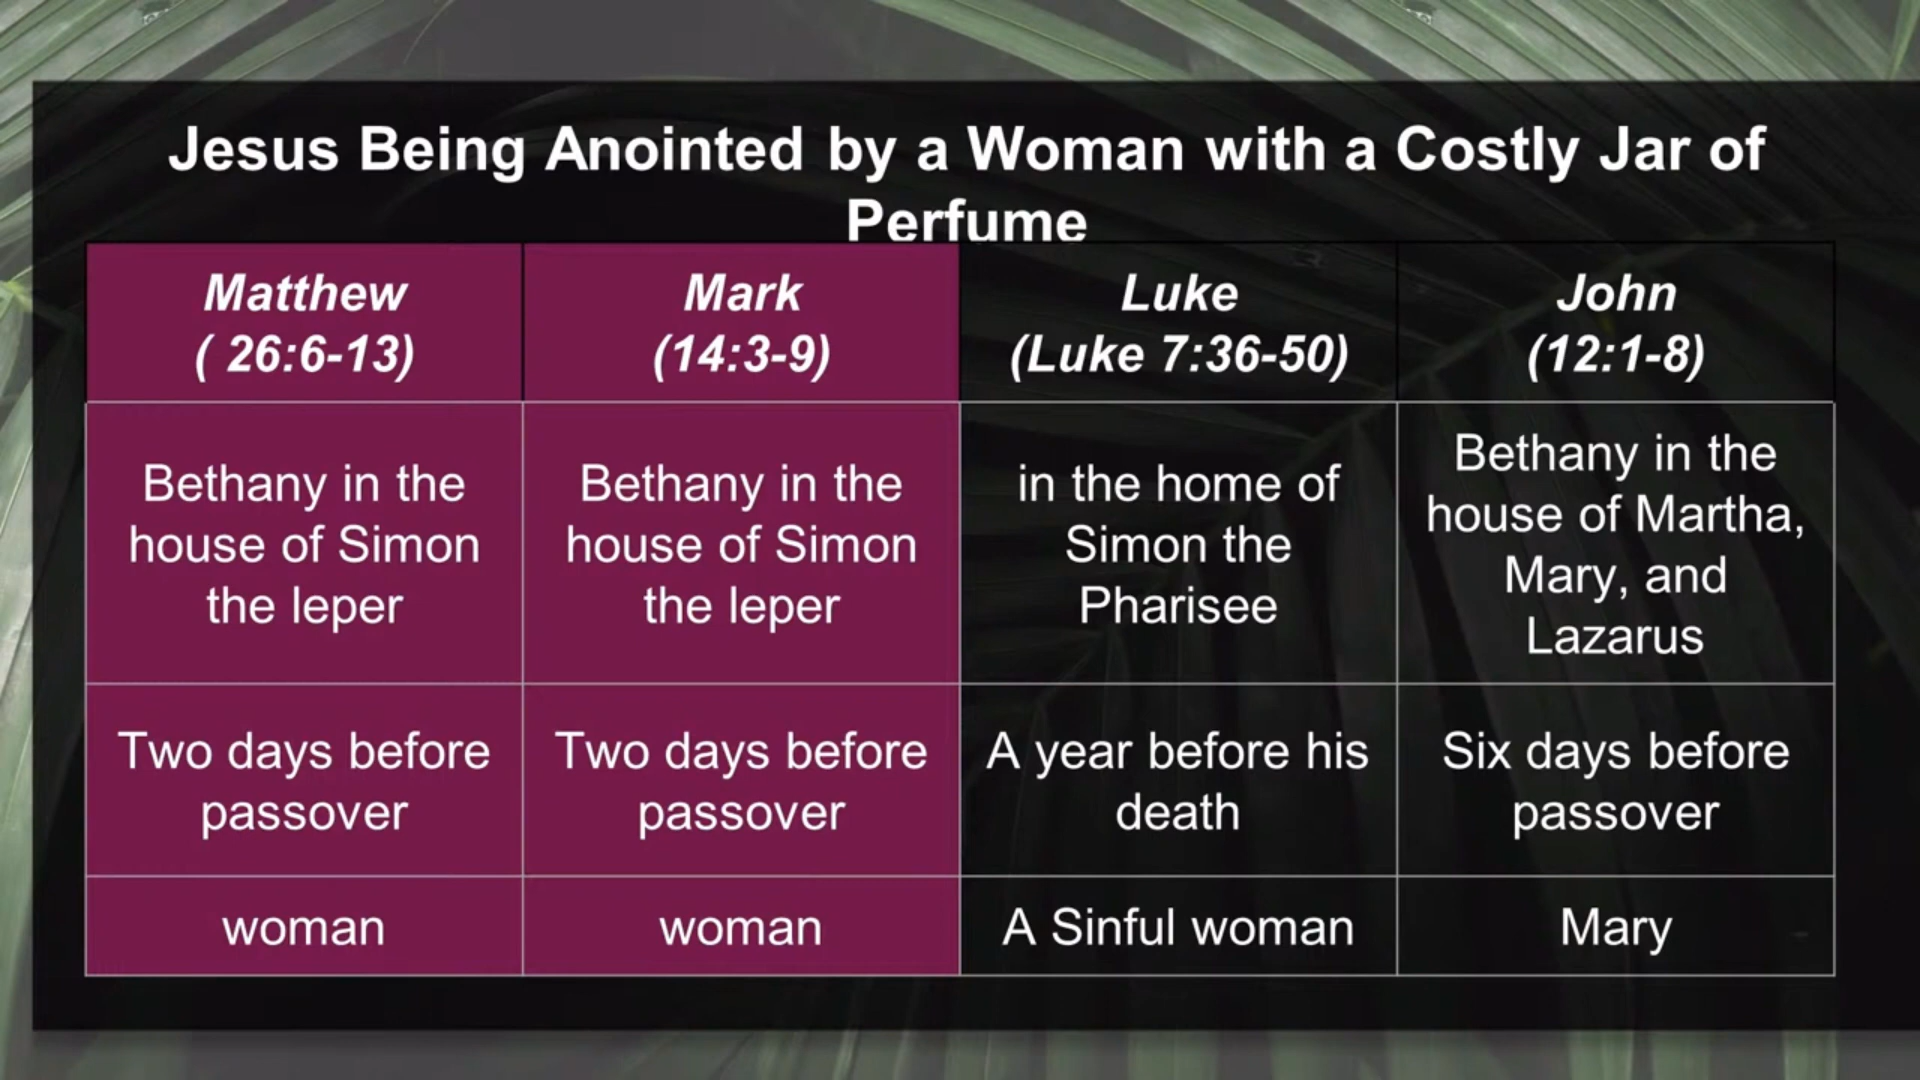 Jesus Being Anointed by a Woman with a Costly Jar of
Perfume
Matthew
( 26:6-13)
Mark
(14:3-9)
Luke
(Luke 7:36-50)
John
(12:1-8)
Bethany in the
house of Simon
the leper
Bethany in the
house of Simon
the leper
in the home of
Simon the
Pharisee
Bethany in the
house of Martha,
Mary, and
Lazarus
Two days before
passover
Two days before
passover
A year before his
death
Six days before
passover
woman
woman
A Sinful woman
Mary